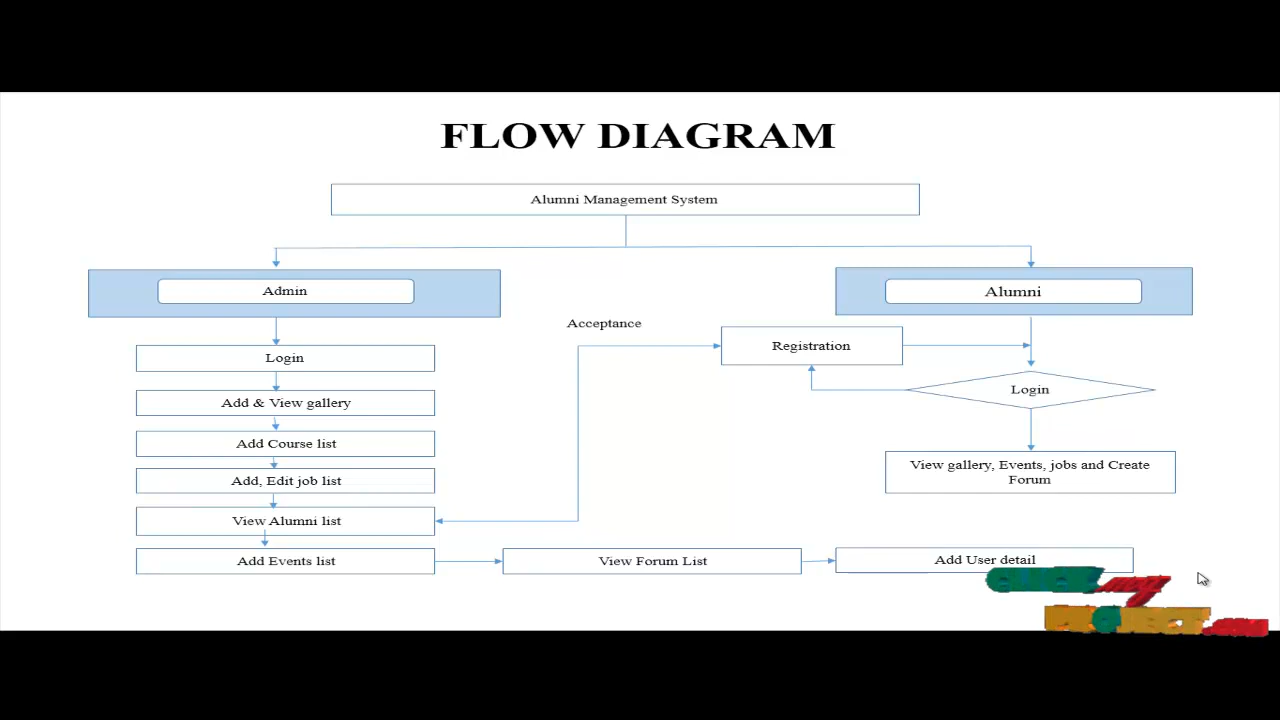 FLOW DIAGRAM
Alumni Management System
Admin
Alumni
Acceptance
Registration
Login
Login
Add & View gallery
Add Course list
Add, Edit job list
View Alumni list
Add Events list
View gallery, Events, jobs and Create
Forum
View Forum List
Add User detail